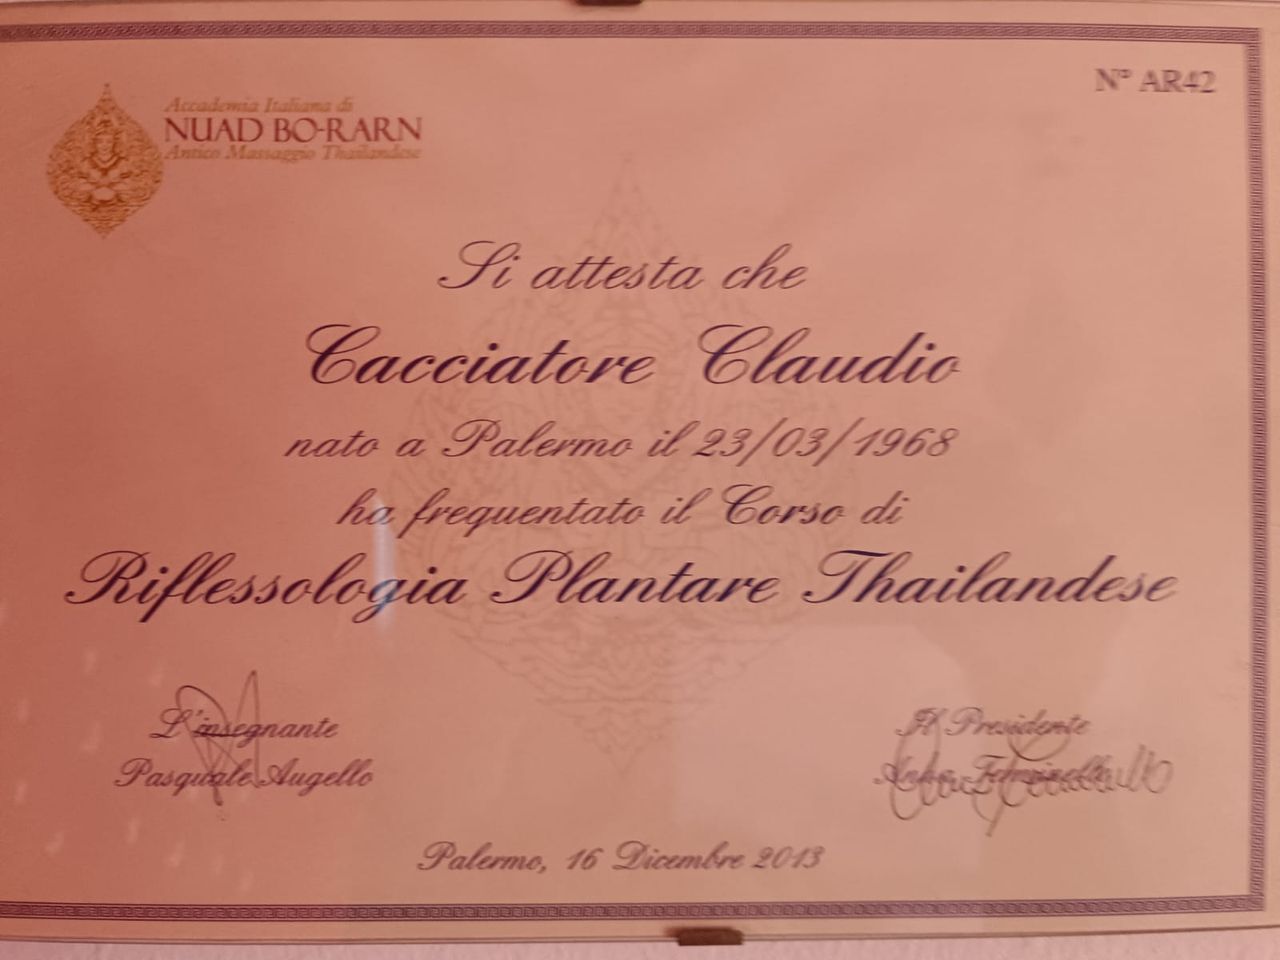 N° AR42
Accademia Italiana di
NUAD BO-RARN
Antico Massaggio Thailandese
Si attesta che
Cacciatore Claudio
nato a Palermo il 23/03/1968
ha frequentato il Corso di
Riflessologia Plantare Thailandese
L'insegnante
Pasquale Augello
Il Presidente
Anna
Palermo, 16 Dicembre 2013